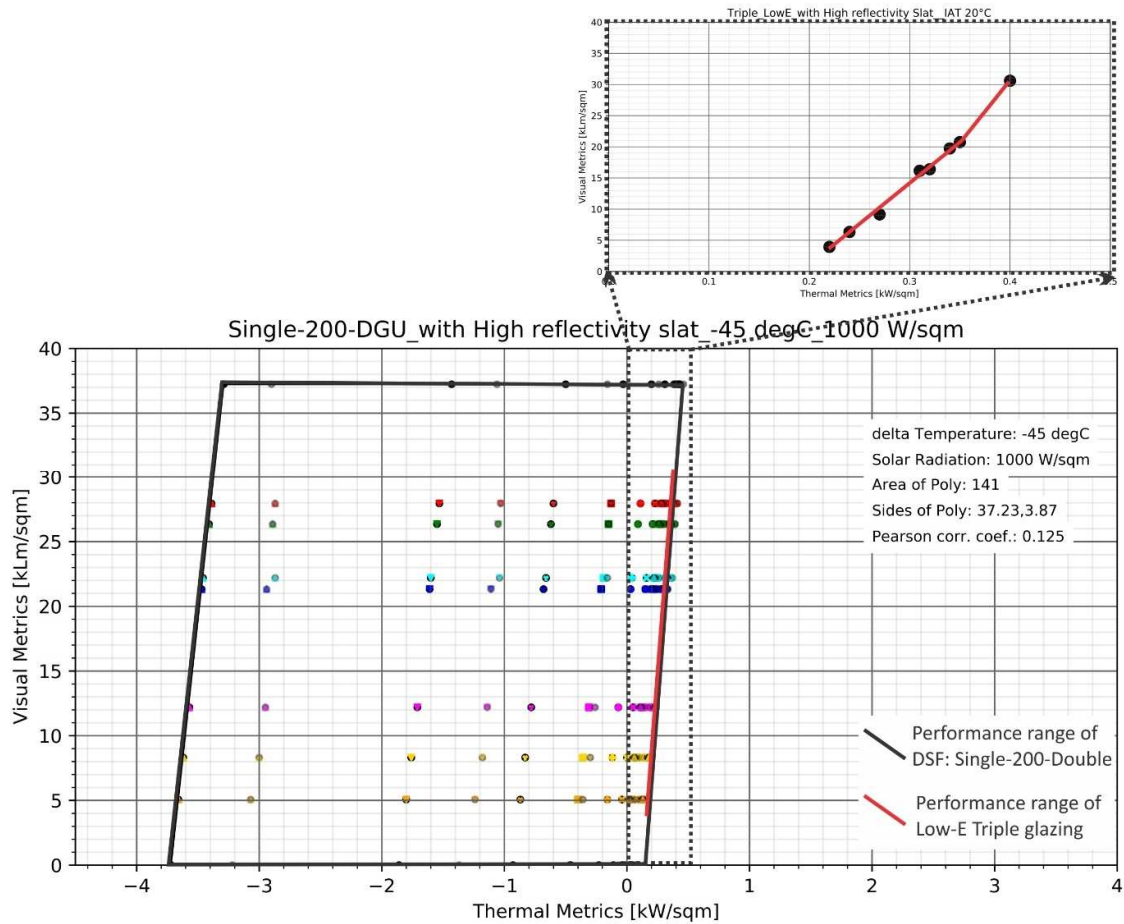 Triple_LowE_with High reflectivity Slat__IAT 20°C
40
35
30
25
20
15
10
5
0
Visual Metrics [kLm/sqm]
0.1
0.2
0.3
0.4
Thermal Metrics [kW/sqm]
Single-200-DGU_with High reflectivity slat_-45 degC_1000 W/sqm
40
35
30
25
20
15
10
5
0
Visual Metrics [kLm/sqm]
delta Temperature: -45 degC
Solar Radiation: 1000 W/sqm
Area of Poly: 141
Sides of Poly: 37.23,3.87
Pearson corr. coef.: 0.125
Performance range of
DSF: Single-200-Double
Performance range of
Low-E Triple glazing
−4
−3
−2
−1
0
1
2
3
4
Thermal Metrics [kW/sqm]